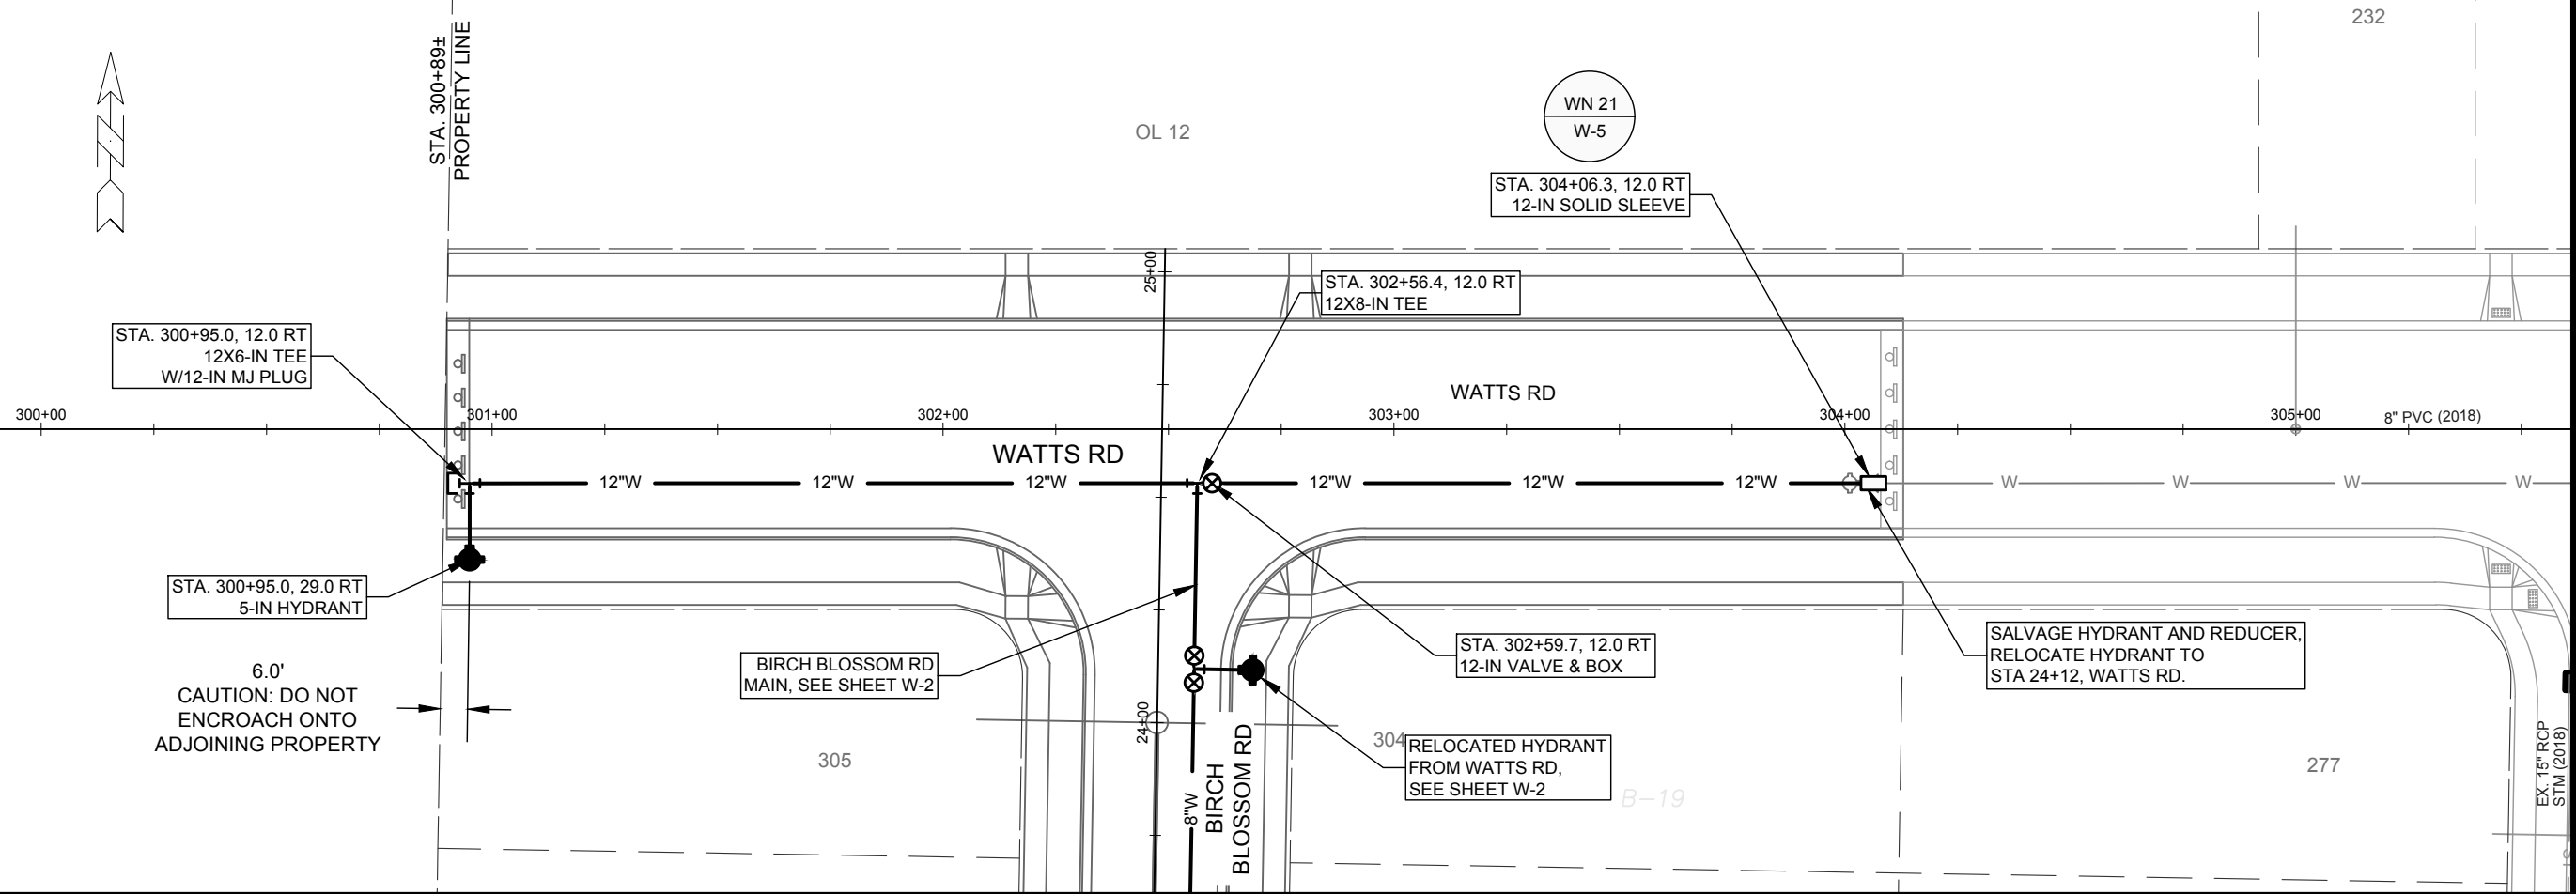 232
STA. 300+89±
PROPERTY LINE
OL 12
WN 21
W-5
STA. 304+06.3, 12.0 RT
12-IN SOLID SLEEVE
25+00
STA. 302+56.4, 12.0 RT
12X8-IN TEE
STA. 300+95.0, 12.0 RT
12X6-IN TEE
W/12-IN MJ PLUG
WATTS RD
300+00
301+00
302+00
303+00
304+00
305+00
8" PVC (2018)
WATTS RD
12"W
12"W
12"W
12"W
12"W
12"W
W
W
W
W
STA. 300+95.0, 29.0 RT
5-IN HYDRANT
BIRCH BLOSSOM RD
MAIN, SEE SHEET W-2
STA. 302+59.7, 12.0 RT
12-IN VALVE & BOX
SALVAGE HYDRANT AND REDUCER,
RELOCATE HYDRANT TO
STA 24+12, WATTS RD.
6.0'
CAUTION: DO NOT
ENCROACH ONTO
ADJOINING PROPERTY
24+00
305
304
RELOCATED HYDRANT
FROM WATTS RD,
SEE SHEET W-2
277
B-19
8"W
BIRCH
BLOSSOM RD
EX. 15" RCP
STM (2018)